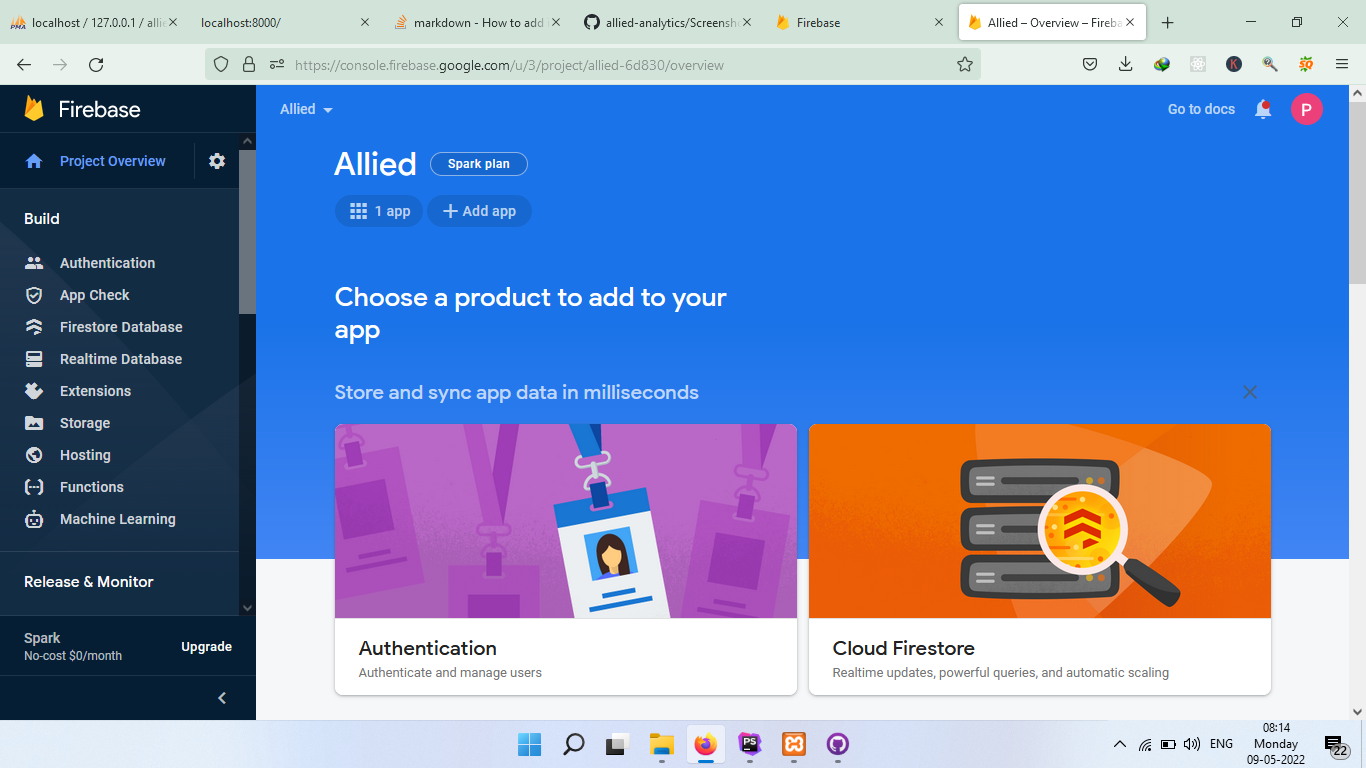 localhost / 127.0.0.1 / allie
localhost:8000/
markdown - How to add
allied-analytics/Screensh
Firebase
Allied – Overview – Fireba
https://console.firebase.google.com/u/3/project/allied-6d830/overview
Firebase
Project Overview
Build
Authentication
App Check
Firestore Database
Realtime Database
Extensions
Storage
Hosting
Functions
Machine Learning
Release & Monitor
Spark
No-cost $0/month
Upgrade
Allied
Go to docs
P
Allied
Spark plan
1 app
Add app
Choose a product to add to your
app
Store and sync app data in milliseconds
Authentication
Authenticate and manage users
Cloud Firestore
Realtime updates, powerful queries, and automatic scaling
PS
ENG
08:14
Monday
09-05-2022
22